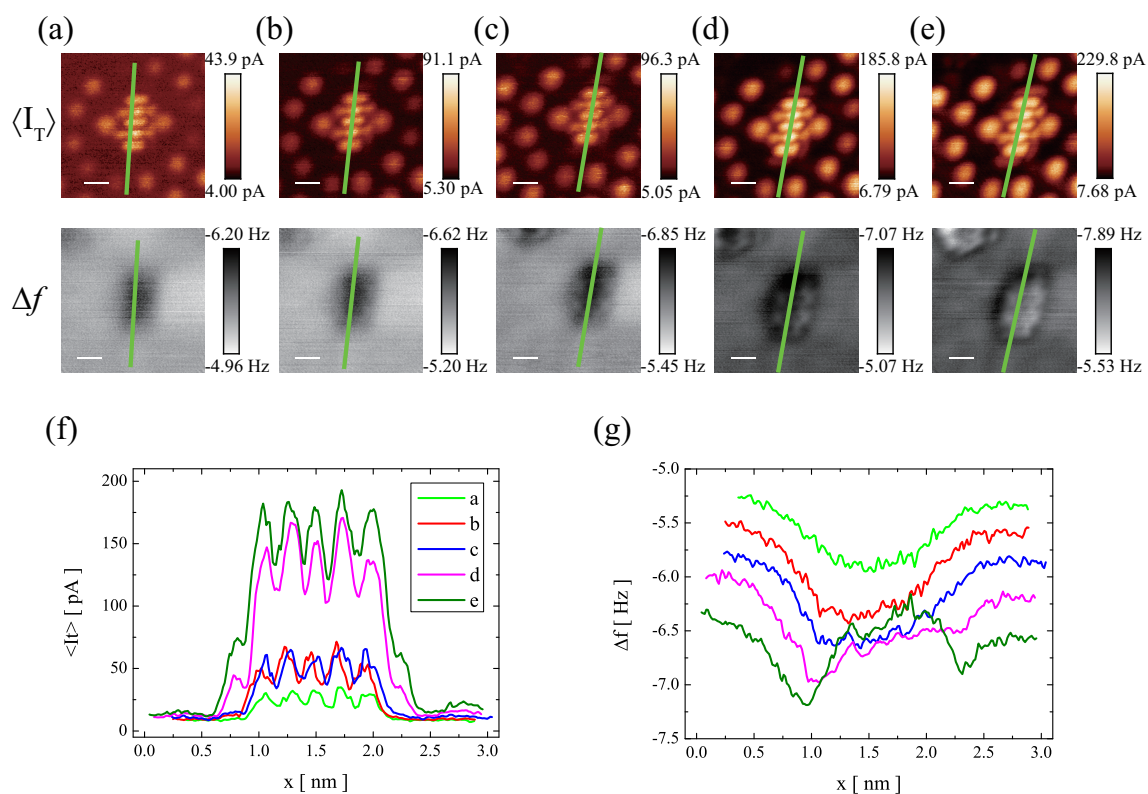 (a) (b) (c) (d) (e)
43.9 pA 91.1 pA 96.3 pA 185.8 pA 229.8 pA
⟨I_T⟩
4.00 pA 5.30 pA 5.05 pA 6.79 pA 7.68 pA
-6.20 Hz -6.62 Hz -6.85 Hz -7.07 Hz -7.89 Hz
Δf
-4.96 Hz -5.20 Hz -5.45 Hz -5.07 Hz -5.53 Hz
(f)
<It> [ pA ]
200
150
100
50
0
a
b
c
d
e
0.0 0.5 1.0 1.5 2.0 2.5 3.0
x [ nm ]
(g)
Δf [ Hz ]
-5.0
-5.5
-6.0
-6.5
-7.0
-7.5
0.0 0.5 1.0 1.5 2.0 2.5 3.0
x [ nm ]